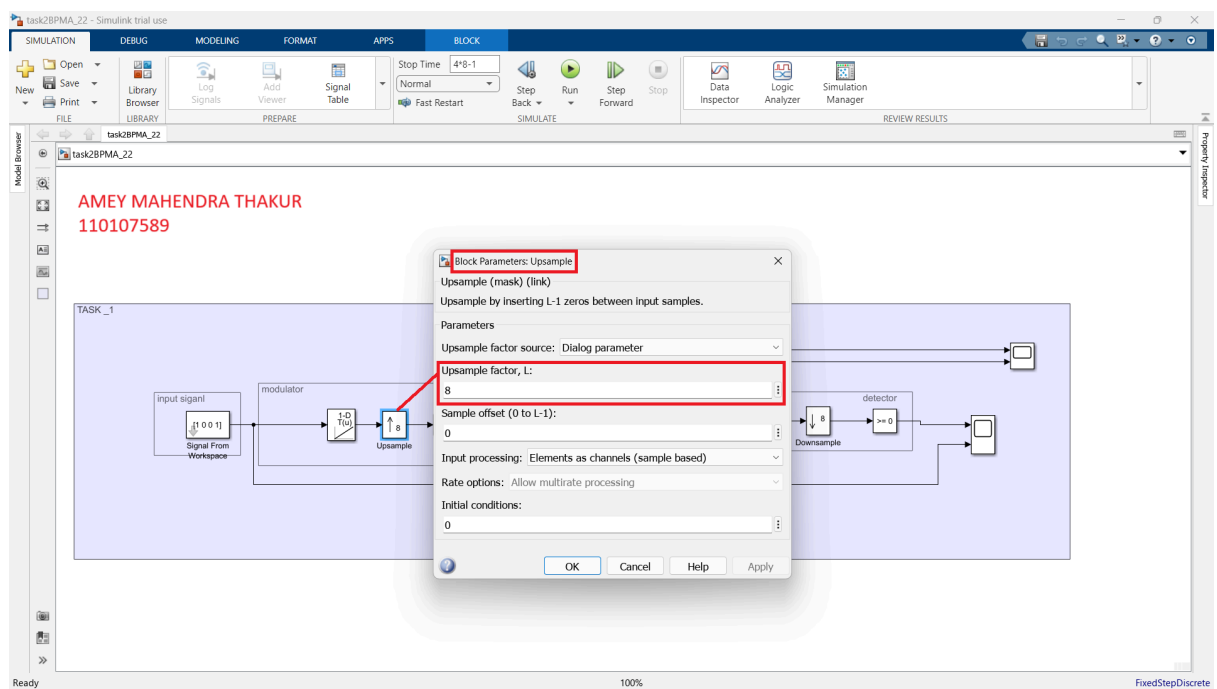 task2BPMA_22 - Simulink trial use
SIMULATION DEBUG MODELING FORMAT APPS BLOCK
New
Open
Save
Print
FILE
Library Browser
LIBRARY
Log Signals
Add Viewer
Signal Table
PREPARE
Stop Time 4*8-1
Normal
Fast Restart
Step Back
Run
Step Forward
Stop
SIMULATE
Data Inspector
Logic Analyzer
Simulation Manager
REVIEW RESULTS
Model Browser
task2BPMA_22
task2BPMA_22
Property Inspector
AMEY MAHENDRA THAKUR
110107589
TASK _1
input siganl
[1 0 0 1]
Signal From
Workspace
modulator
1-D
T(u)
8
Upsample
Block Parameters: Upsample
Upsample (mask) (link)
Upsample by inserting L-1 zeros between input samples.
Parameters
Upsample factor source: Dialog parameter
Upsample factor, L:
8
Sample offset (0 to L-1):
0
Input processing: Elements as channels (sample based)
Rate options: Allow multirate processing
Initial conditions:
0
OK Cancel Help Apply
8
Downsample
detector
>= 0
Ready
100%
FixedStepDiscrete